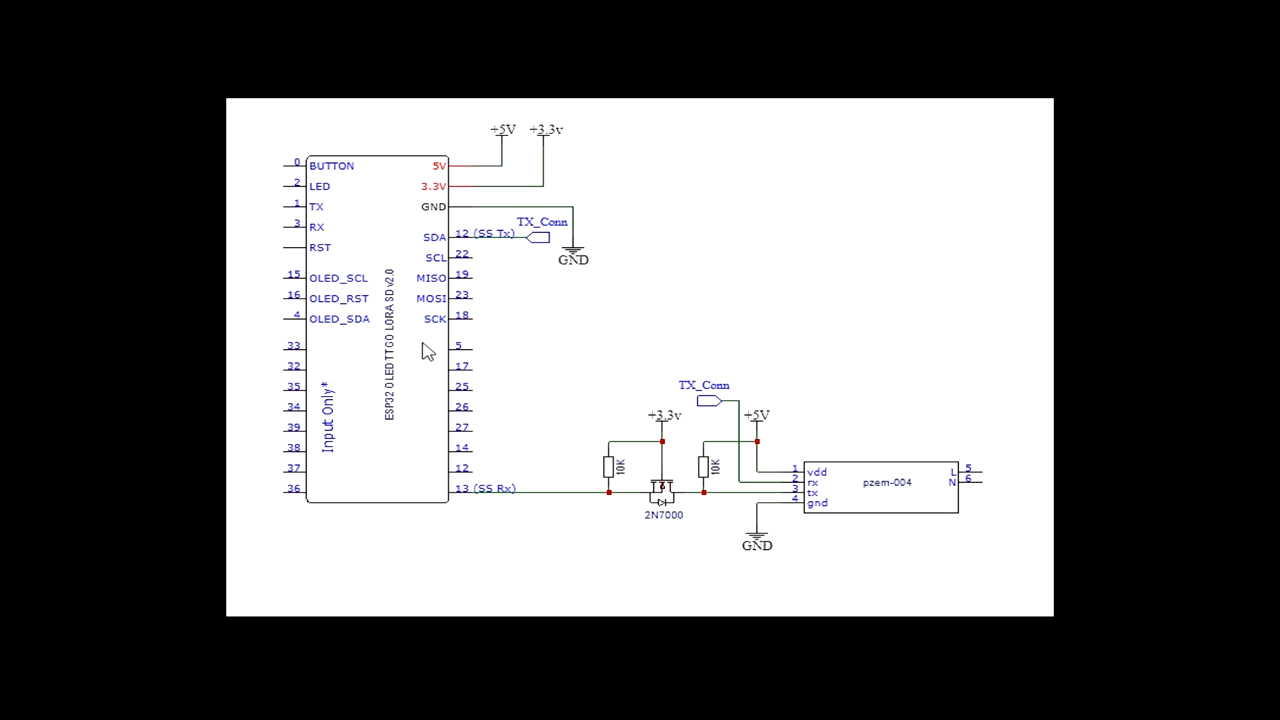 +5V +3.3v
0 BUTTON 5V
2 LED 3.3V
1 TX GND
TX_Conn
3 RX SDA 12 (SS Tx)
RST SCL 22
GND
15 OLED_SCL MISO 19
16 OLED_RST MOSI 23
4 OLED_SDA SCK 18
ESP32 OLED TTGO LORA SD v2.0
33 5
32 17
35 25
34 26
39 27
38 14
37 12
36 13 (SS Rx)
Input Only*
TX_Conn
+3.3v +5V
10K 10K
2N7000
1 vdd L 5
2 rx pzem-004 N 6
3 tx
4 gnd
GND